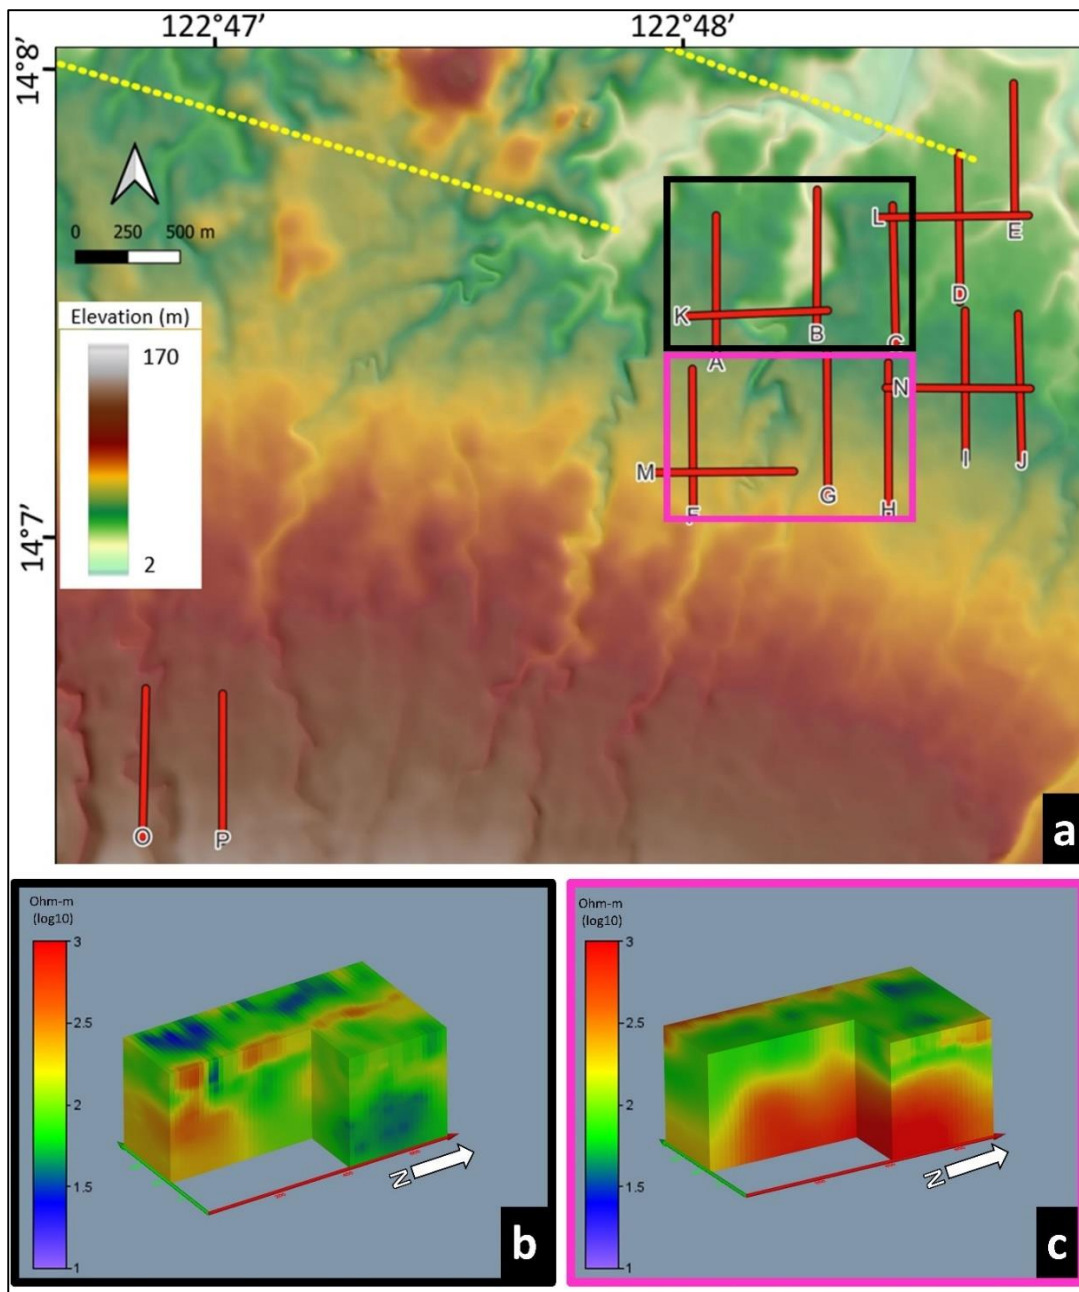 122°47’
122°48’
14°8’
0 250 500 m
Elevation (m)
170
2
14°7’
L
E
D
K
B
C
A
N
M
I
J
G
F
H
O
P
a
Ohm-m
(log10)
3
2.5
2
1.5
1
N
b
Ohm-m
(log10)
3
2.5
2
1.5
1
N
c